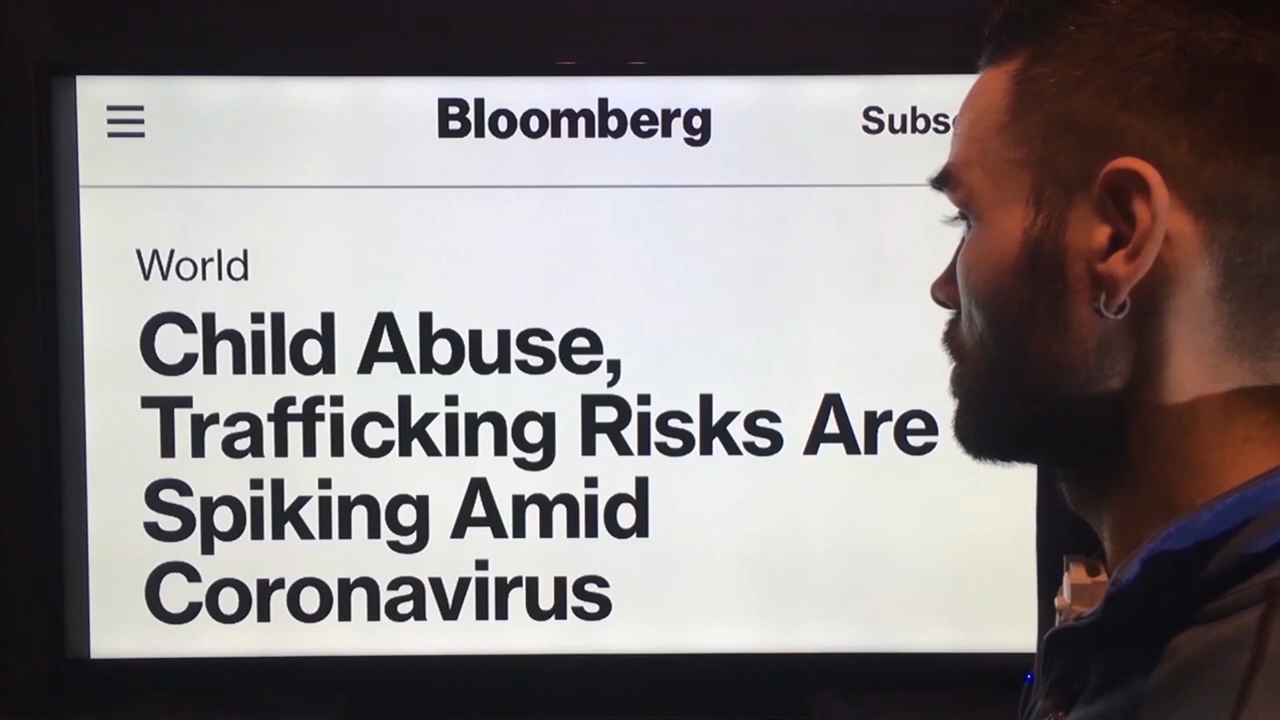 Bloomberg
World
Child Abuse,
Trafficking Risks Are
Spiking Amid
Coronavirus